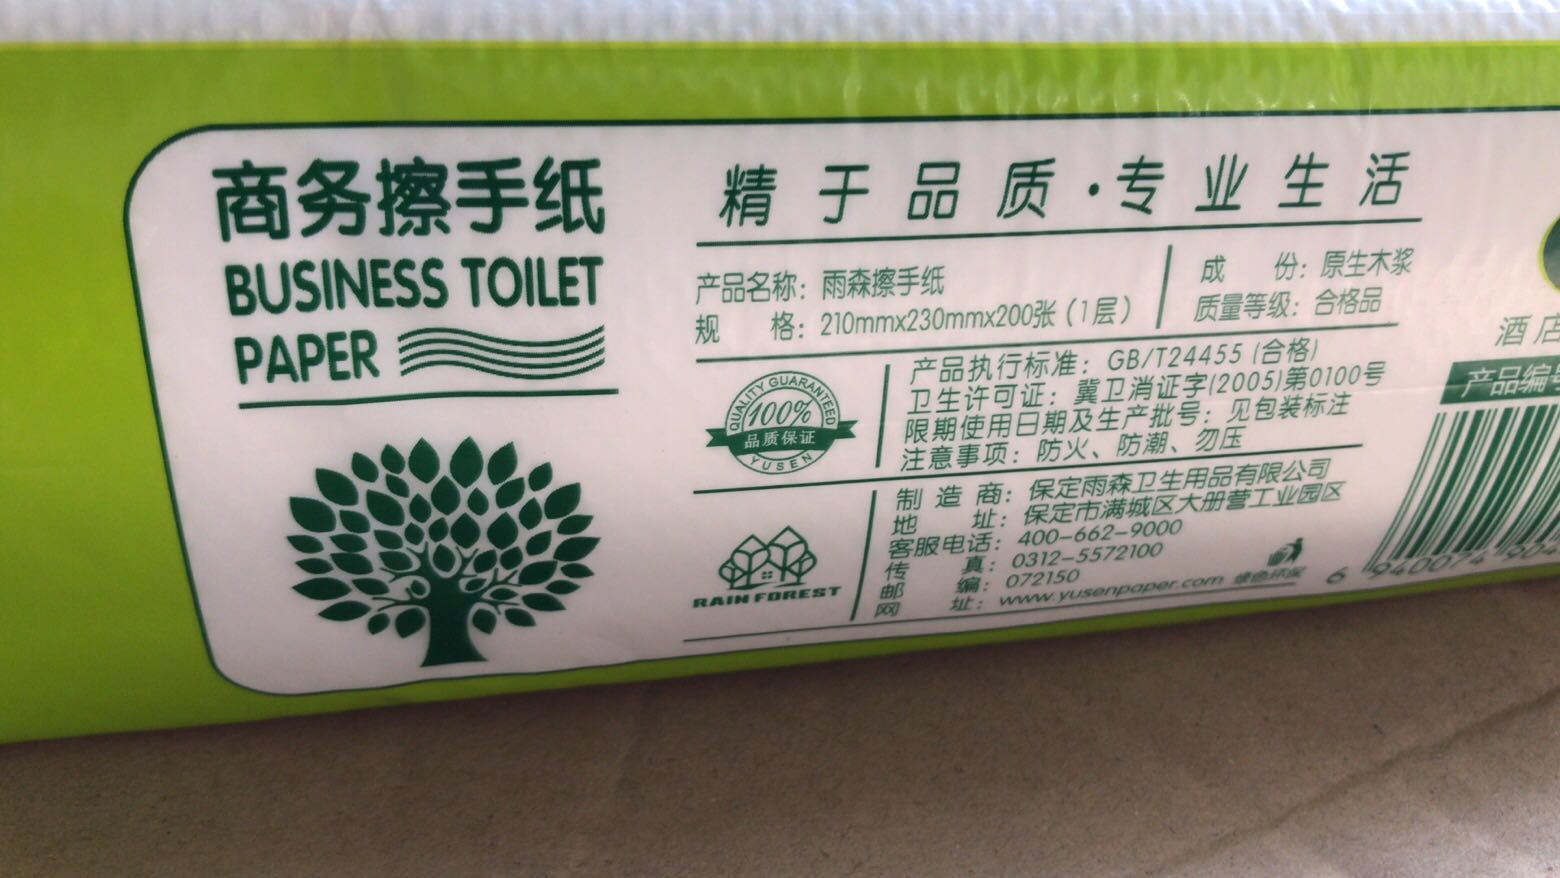 商务擦手纸
BUSINESS TOILET
PAPER
精于品质·专业生活
产品名称：雨森擦手纸
规 格：210mmx230mmx200张（1层）
成 份：原生木浆
质量等级：合格品
QUALITY GUARANTEED
100%
品质保证
YUSEN
产品执行标准：GB/T24455 (合格)
卫生许可证：冀卫消证字(2005)第0100号
限期使用日期及生产批号：见包装标注
注意事项：防火、防潮、勿压
RAIN FOREST
制造商：保定雨森卫生用品有限公司
地 址：保定市满城区大册营工业园区
客服电话：400-662-9000
传 真：0312-5572100
邮 编：072150
网 址：www.yusenpaper.com
绿色环保
酒店
产品编号
6 940074 904